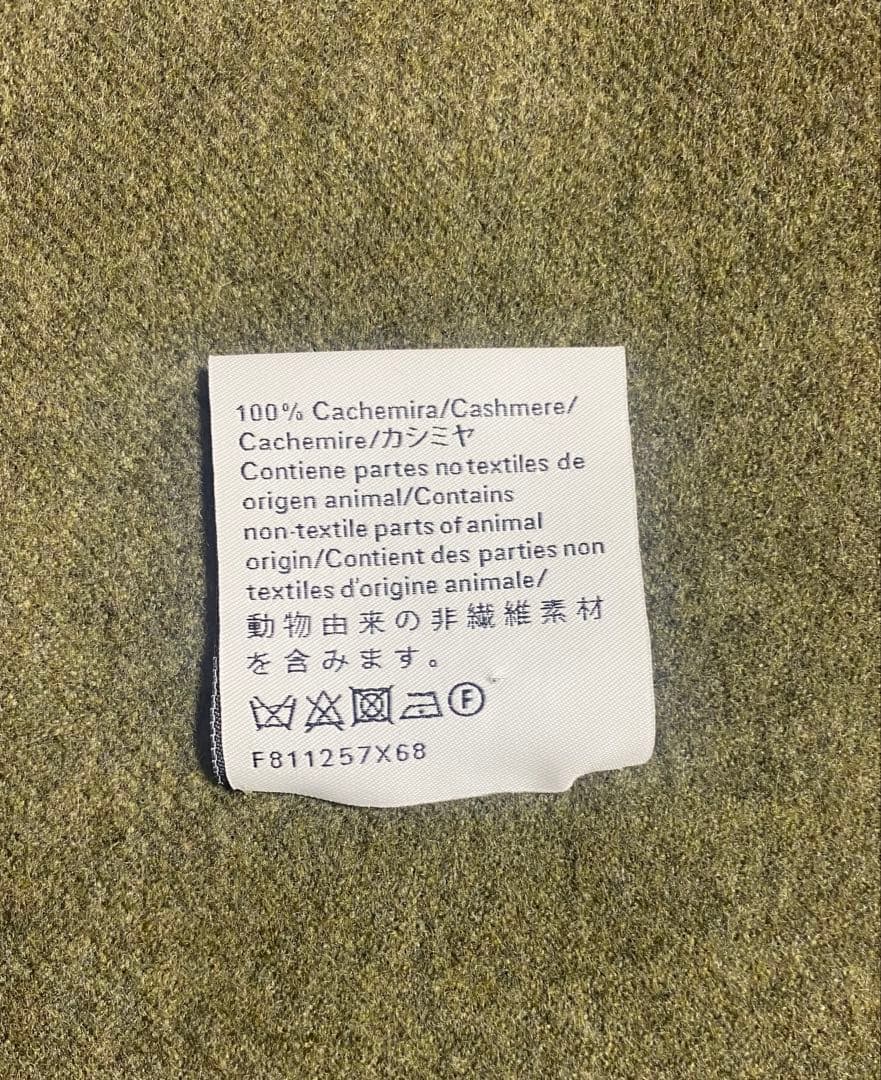 100% Cachemira/Cashmere/
Cachemire/カシミヤ
Contiene partes no textiles de
origen animal/Contains
non-textile parts of animal
origin/Contient des parties non
textiles d'origine animale/
動物由来の非繊維素材
を含みます。
F
F811257X68